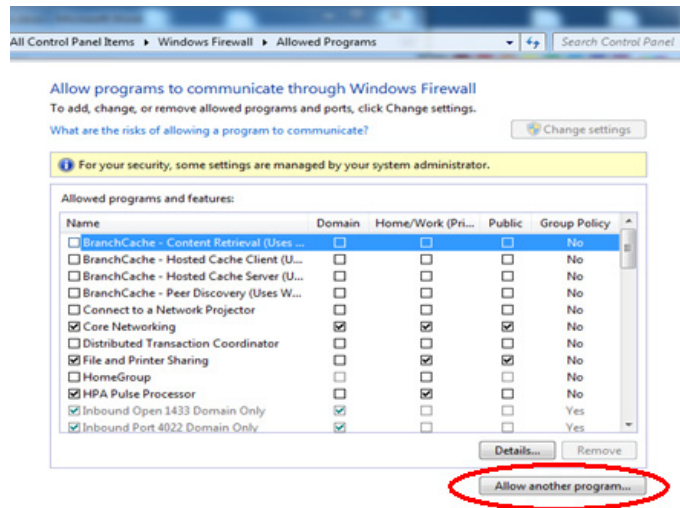 All Control Panel Items ▸ Windows Firewall ▸ Allowed Programs Search Control Panel
Allow programs to communicate through Windows Firewall
To add, change, or remove allowed programs and ports, click Change settings.
What are the risks of allowing a program to communicate? Change settings
For your security, some settings are managed by your system administrator.
Allowed programs and features:
Name Domain Home/Work (Pri... Public Group Policy
BranchCache - Content Retrieval (Uses ... No
BranchCache - Hosted Cache Client (U... No
BranchCache - Hosted Cache Server (U... No
BranchCache - Peer Discovery (Uses W... No
Connect to a Network Projector No
Core Networking No
Distributed Transaction Coordinator No
File and Printer Sharing No
HomeGroup No
HPA Pulse Processor No
Inbound Open 1433 Domain Only Yes
Inbound Port 4022 Domain Only Yes
Details... Remove
Allow another program...